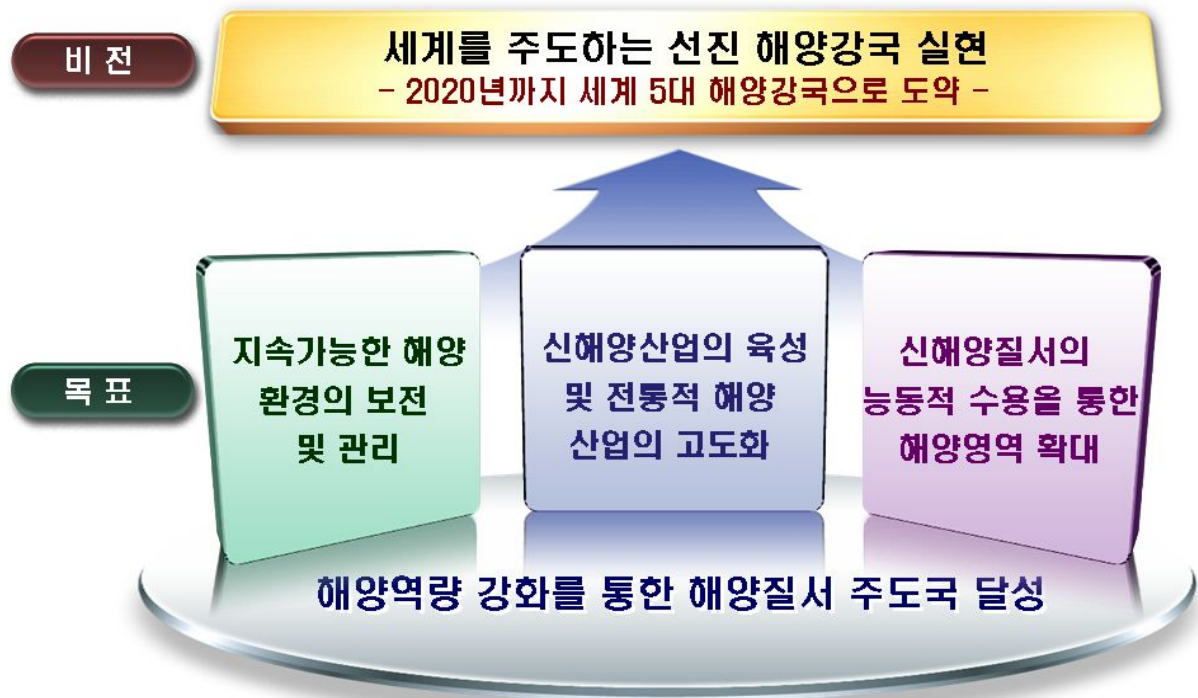 비 전
세계를 주도하는 선진 해양강국 실현
- 2020년까지 세계 5대 해양강국으로 도약 -
목 표
지속가능한 해양
환경의 보전
및 관리
신해양산업의 육성
및 전통적 해양
산업의 고도화
신해양질서의
능동적 수용을 통한
해양영역 확대
해양역량 강화를 통한 해양질서 주도국 달성